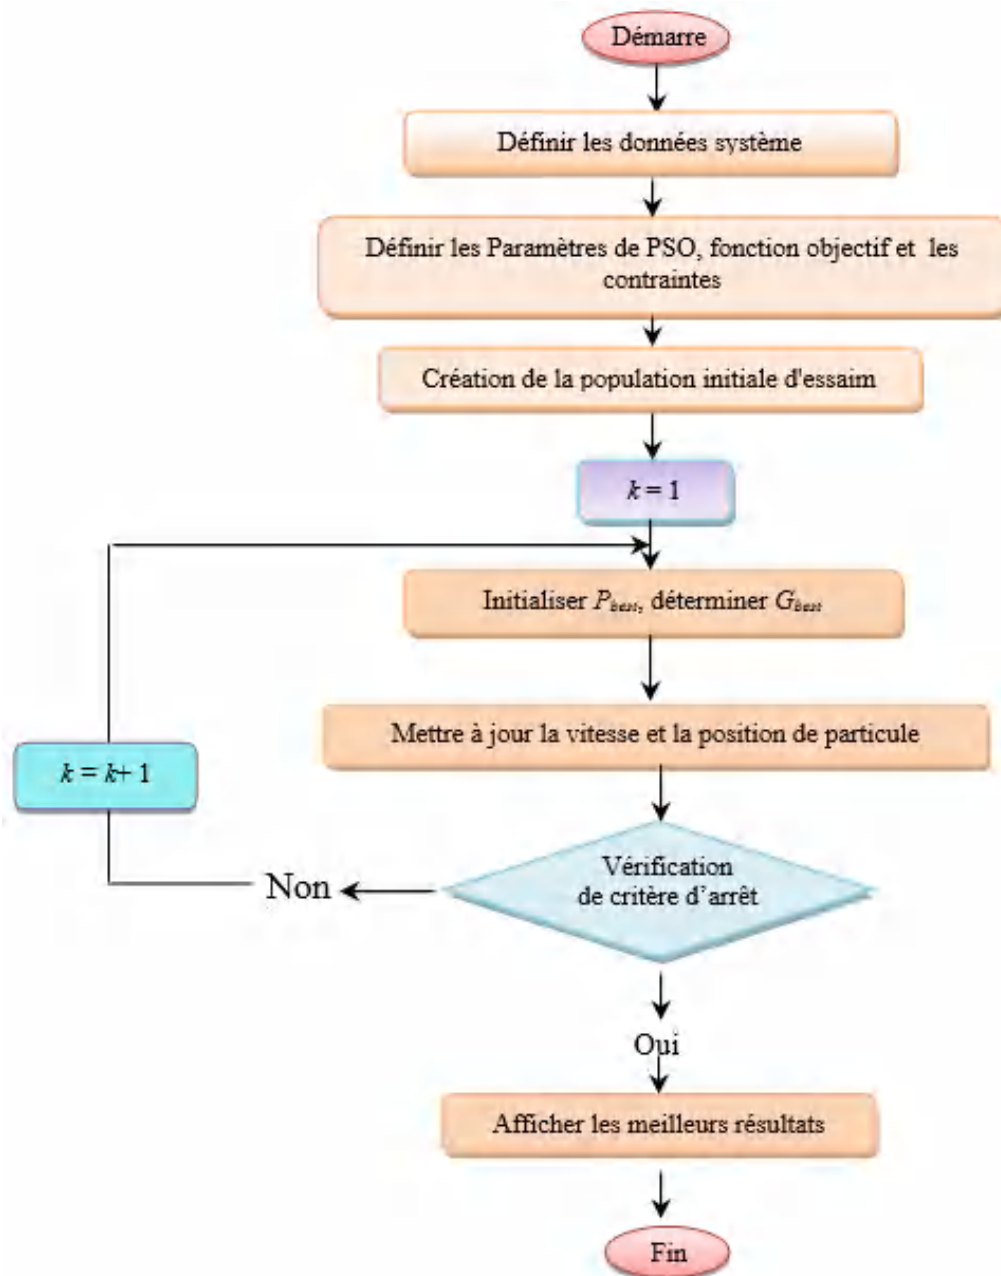 Démarre
Définir les données système
Définir les Paramètres de PSO, fonction objectif et les
contraintes
Création de la population initiale d'essaim
k = 1
Initialiser P_Best, déterminer G_Best
Mettre à jour la vitesse et la position de particule
k = k+ 1
Vérification
de critère d’arrêt
Non
Oui
Afficher les meilleurs résultats
Fin